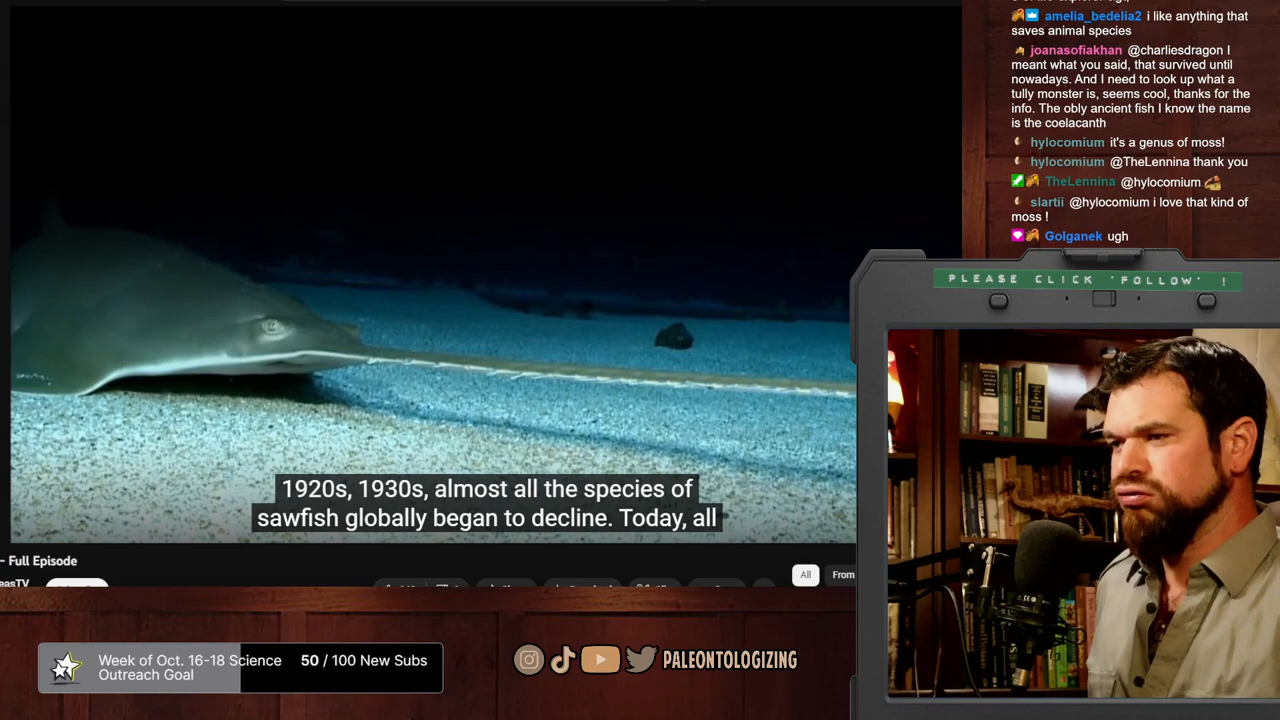 amelia_bedelia2 i like anything that
saves animal species
joanasofiakhan @charliesdragon I
meant what you said, that survived until
nowadays. And I need to look up what a
tully monster is, seems cool, thanks for the
info. The obly ancient fish I know the name
is the coelacanth
hylocomium it's a genus of moss!
hylocomium @TheLennina thank you
TheLennina @hylocomium
slartii @hylocomium i love that kind of
moss !
Golganek ugh
PLEASE CLICK 'FOLLOW' !
1920s, 1930s, almost all the species of
sawfish globally began to decline. Today, all
- Full Episode
easTV
All
From
Week of Oct. 16-18 Science
Outreach Goal
50 / 100 New Subs
PALEONTOLOGIZING